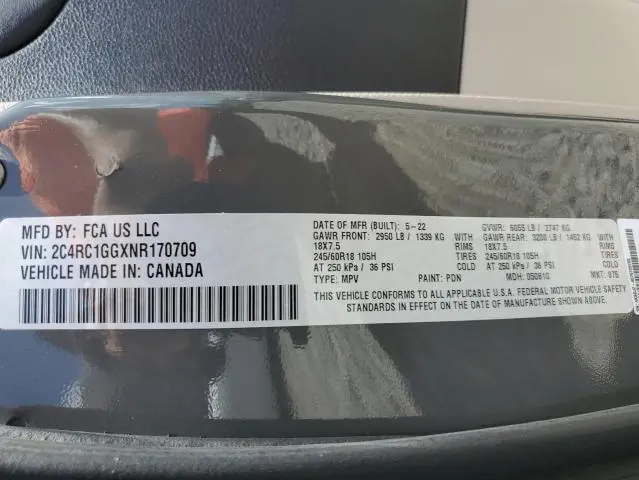 MFD BY: FCA US LLC
VIN: 2C4RC1GGXNR170709
VEHICLE MADE IN: CANADA
DATE OF MFR (BUILT): 5-22 GVWR: 6055 LB / 2747 KG
GAWR FRONT: 2950 LB / 1339 KG WITH GAWR REAR: 3200 LB / 1452 KG WITH
18X7.5 RIMS 18X7.5 RIMS
245/60R18 105H TIRES 245/60R18 105H TIRES
AT 250 kPa / 36 PSI COLD AT 250 kPa / 36 PSI COLD
TYPE: MPV PAINT: PDN MDH: 050610 MKT: 876
THIS VEHICLE CONFORMS TO ALL APPLICABLE U.S.A. FEDERAL MOTOR VEHICLE SAFETY
STANDARDS IN EFFECT ON THE DATE OF MANUFACTURE SHOWN ABOVE.